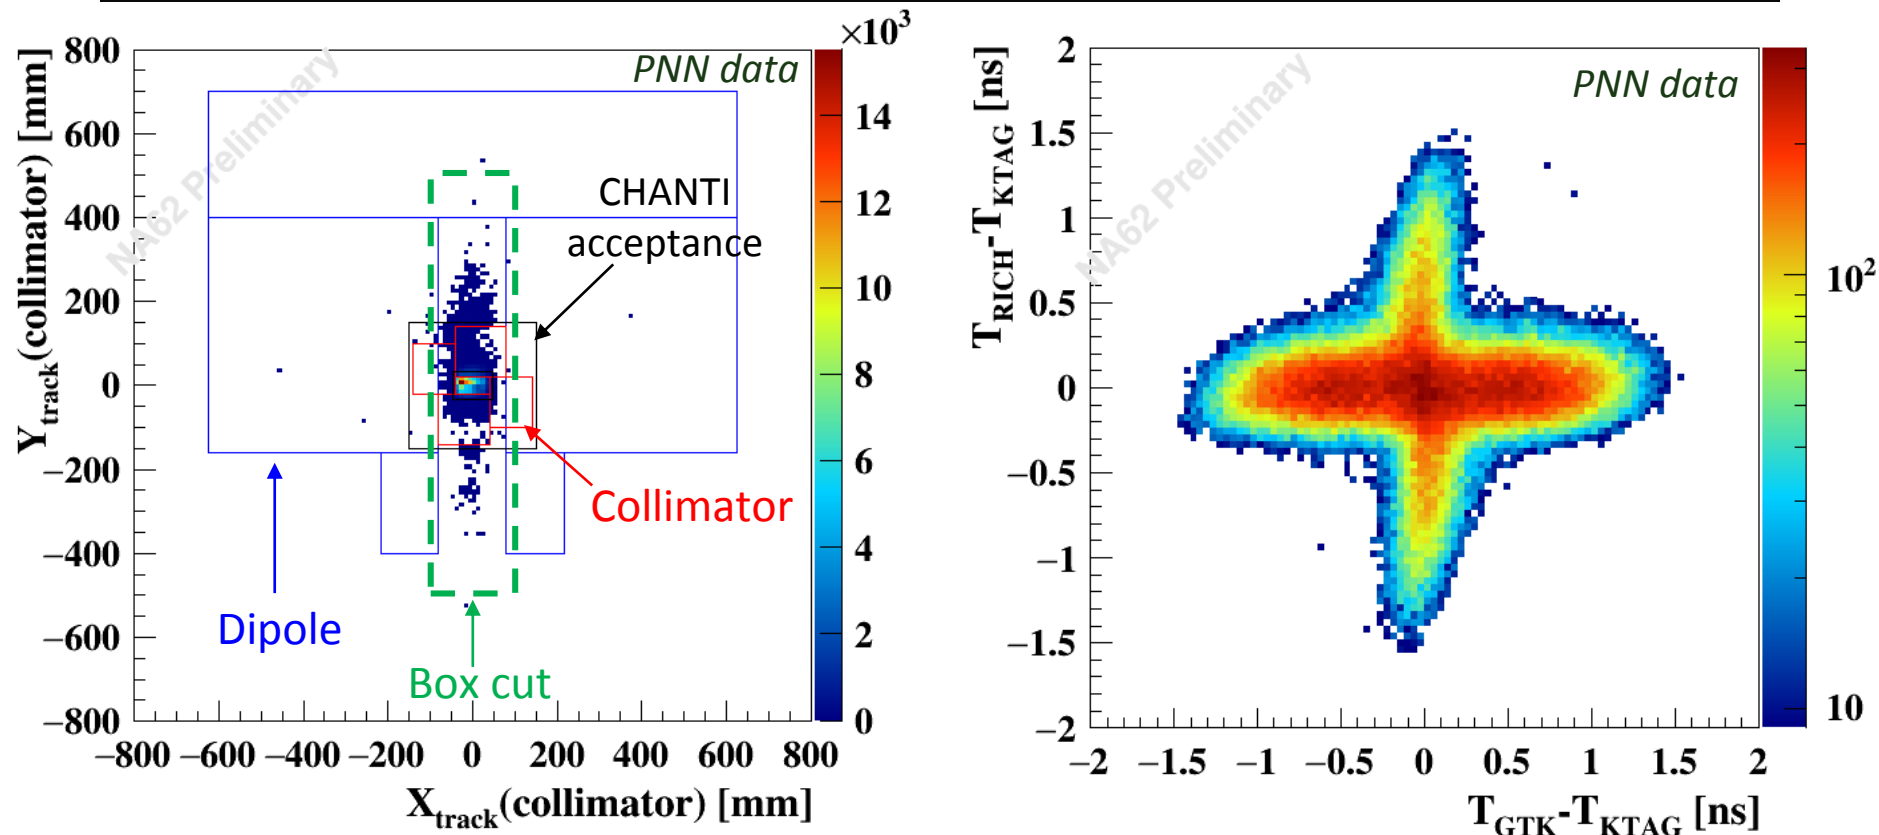 ×10³
800
600
400
200
0
−200
−400
−600
−800
Y_track(collimator) [mm]
NA62 Preliminary
PNN data
CHANTI
acceptance
Collimator
Dipole
Box cut
14
12
10
8
6
4
2
0
−800 −600 −400 −200 0 200 400 600 800
X_track(collimator) [mm]
2
1.5
1
0.5
0
−0.5
−1
−1.5
−2
T_RICH-T_KTAG [ns]
NA62 Preliminary
PNN data
10²
10
−2 −1.5 −1 −0.5 0 0.5 1 1.5 2
T_GTK-T_KTAG [ns]